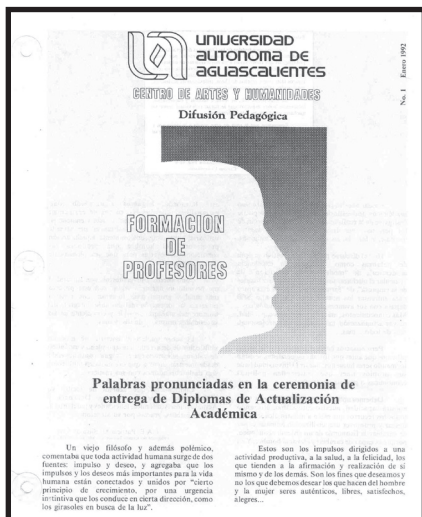 UNIVERSIDAD
AUTONOMA DE
AGUASCALIENTES
CENTRO DE ARTES Y HUMANIDADES
Difusión Pedagógica
No. 1 Enero 1992
FORMACION
DE
PROFESORES
Palabras pronunciadas en la ceremonia de
entrega de Diplomas de Actualización
Académica
Un viejo filósofo y además polémico,
comentaba que toda actividad humana surge de dos
fuentes: impulso y deseo, y agregaba que los
impulsos y los deseos más importantes para la vida
humana están conectados y unidos por "cierto
principio de crecimiento, por una urgencia
instintiva que los conduce en cierta dirección, como
los girasoles en busca de la luz".
Estos son los impulsos dirigidos a una
actividad productiva, a la salud, a la felicidad, los
que tienden a la afirmación y realización de sí
mismo y de los demás. Son los fines que deseamos y
no los que debemos desear los que hacen del hombre
y la mujer seres auténticos, libres, satisfechos,
alegres...